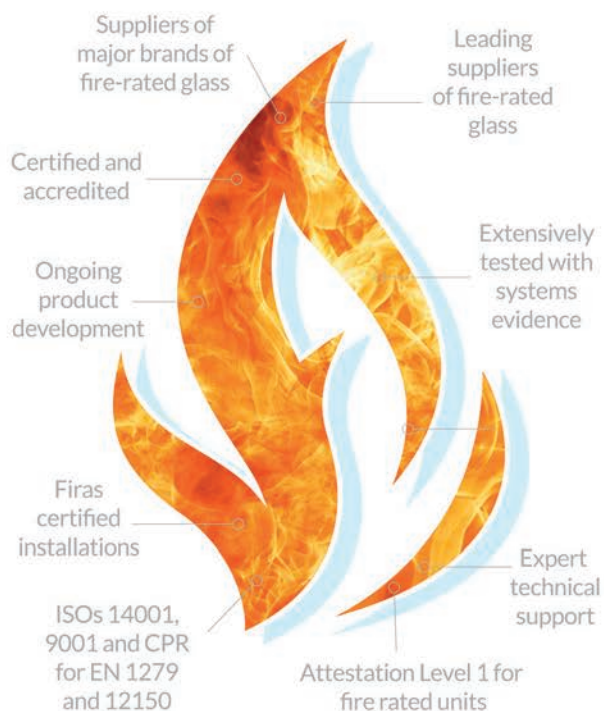 Suppliers of
major brands of
fire-rated glass
Leading
suppliers
of fire-rated
glass
Certified and
accredited
Extensively
tested with
systems
evidence
Ongoing
product
development
Firas
certified
installations
Expert
technical
support
ISOs 14001,
9001 and CPR
for EN 1279
and 12150
Attestation Level 1 for
fire rated units